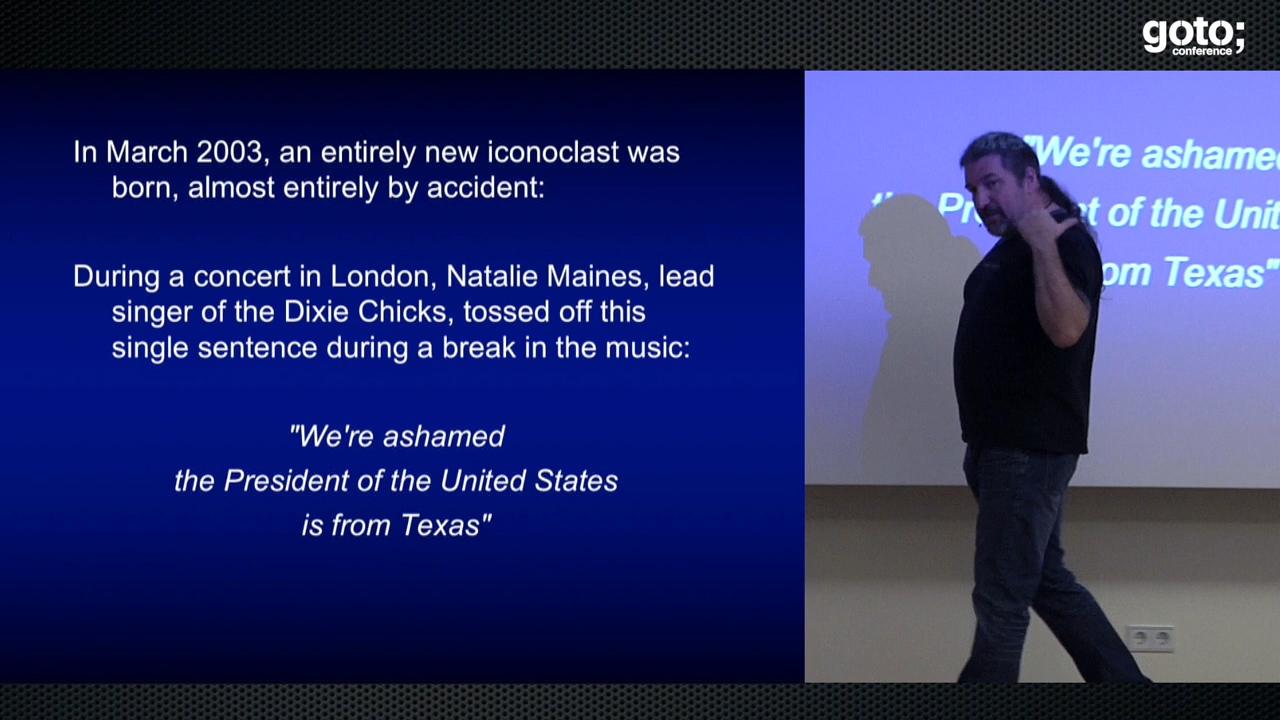 goto;
conference
In March 2003, an entirely new iconoclast was
born, almost entirely by accident:
During a concert in London, Natalie Maines, lead
singer of the Dixie Chicks, tossed off this
single sentence during a break in the music:
"We're ashamed
the President of the United States
is from Texas"
"We're ashame
Pr t of the Unit
om Texas"